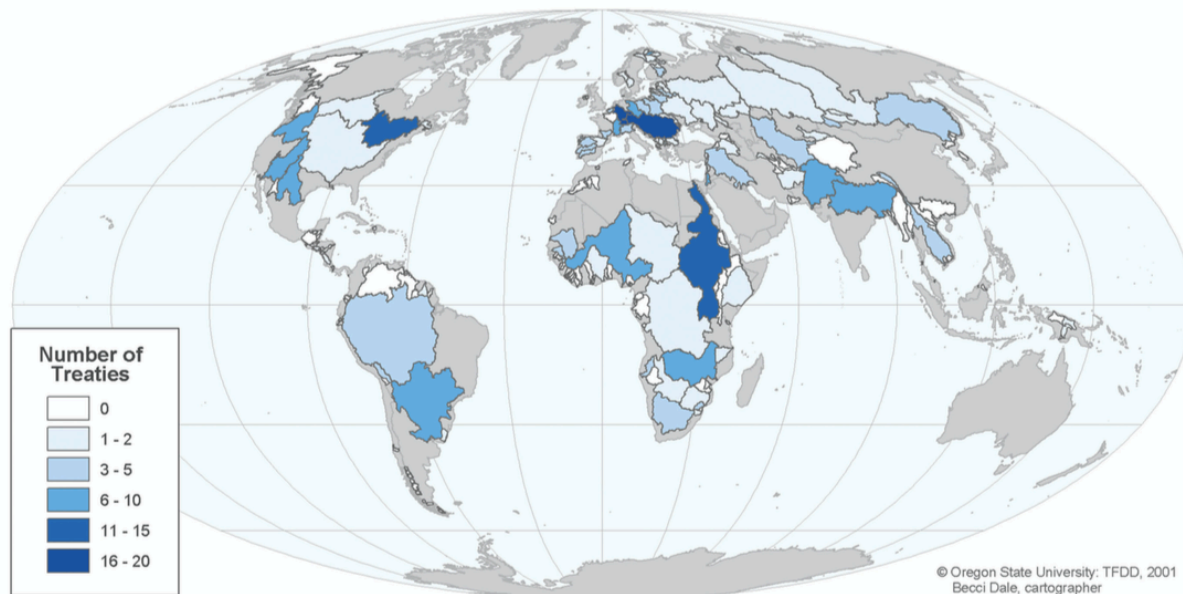 Number of
Treaties
0
1 - 2
3 - 5
6 - 10
11 - 15
16 - 20
© Oregon State University: TFDD, 2001
Becci Dale, cartographer